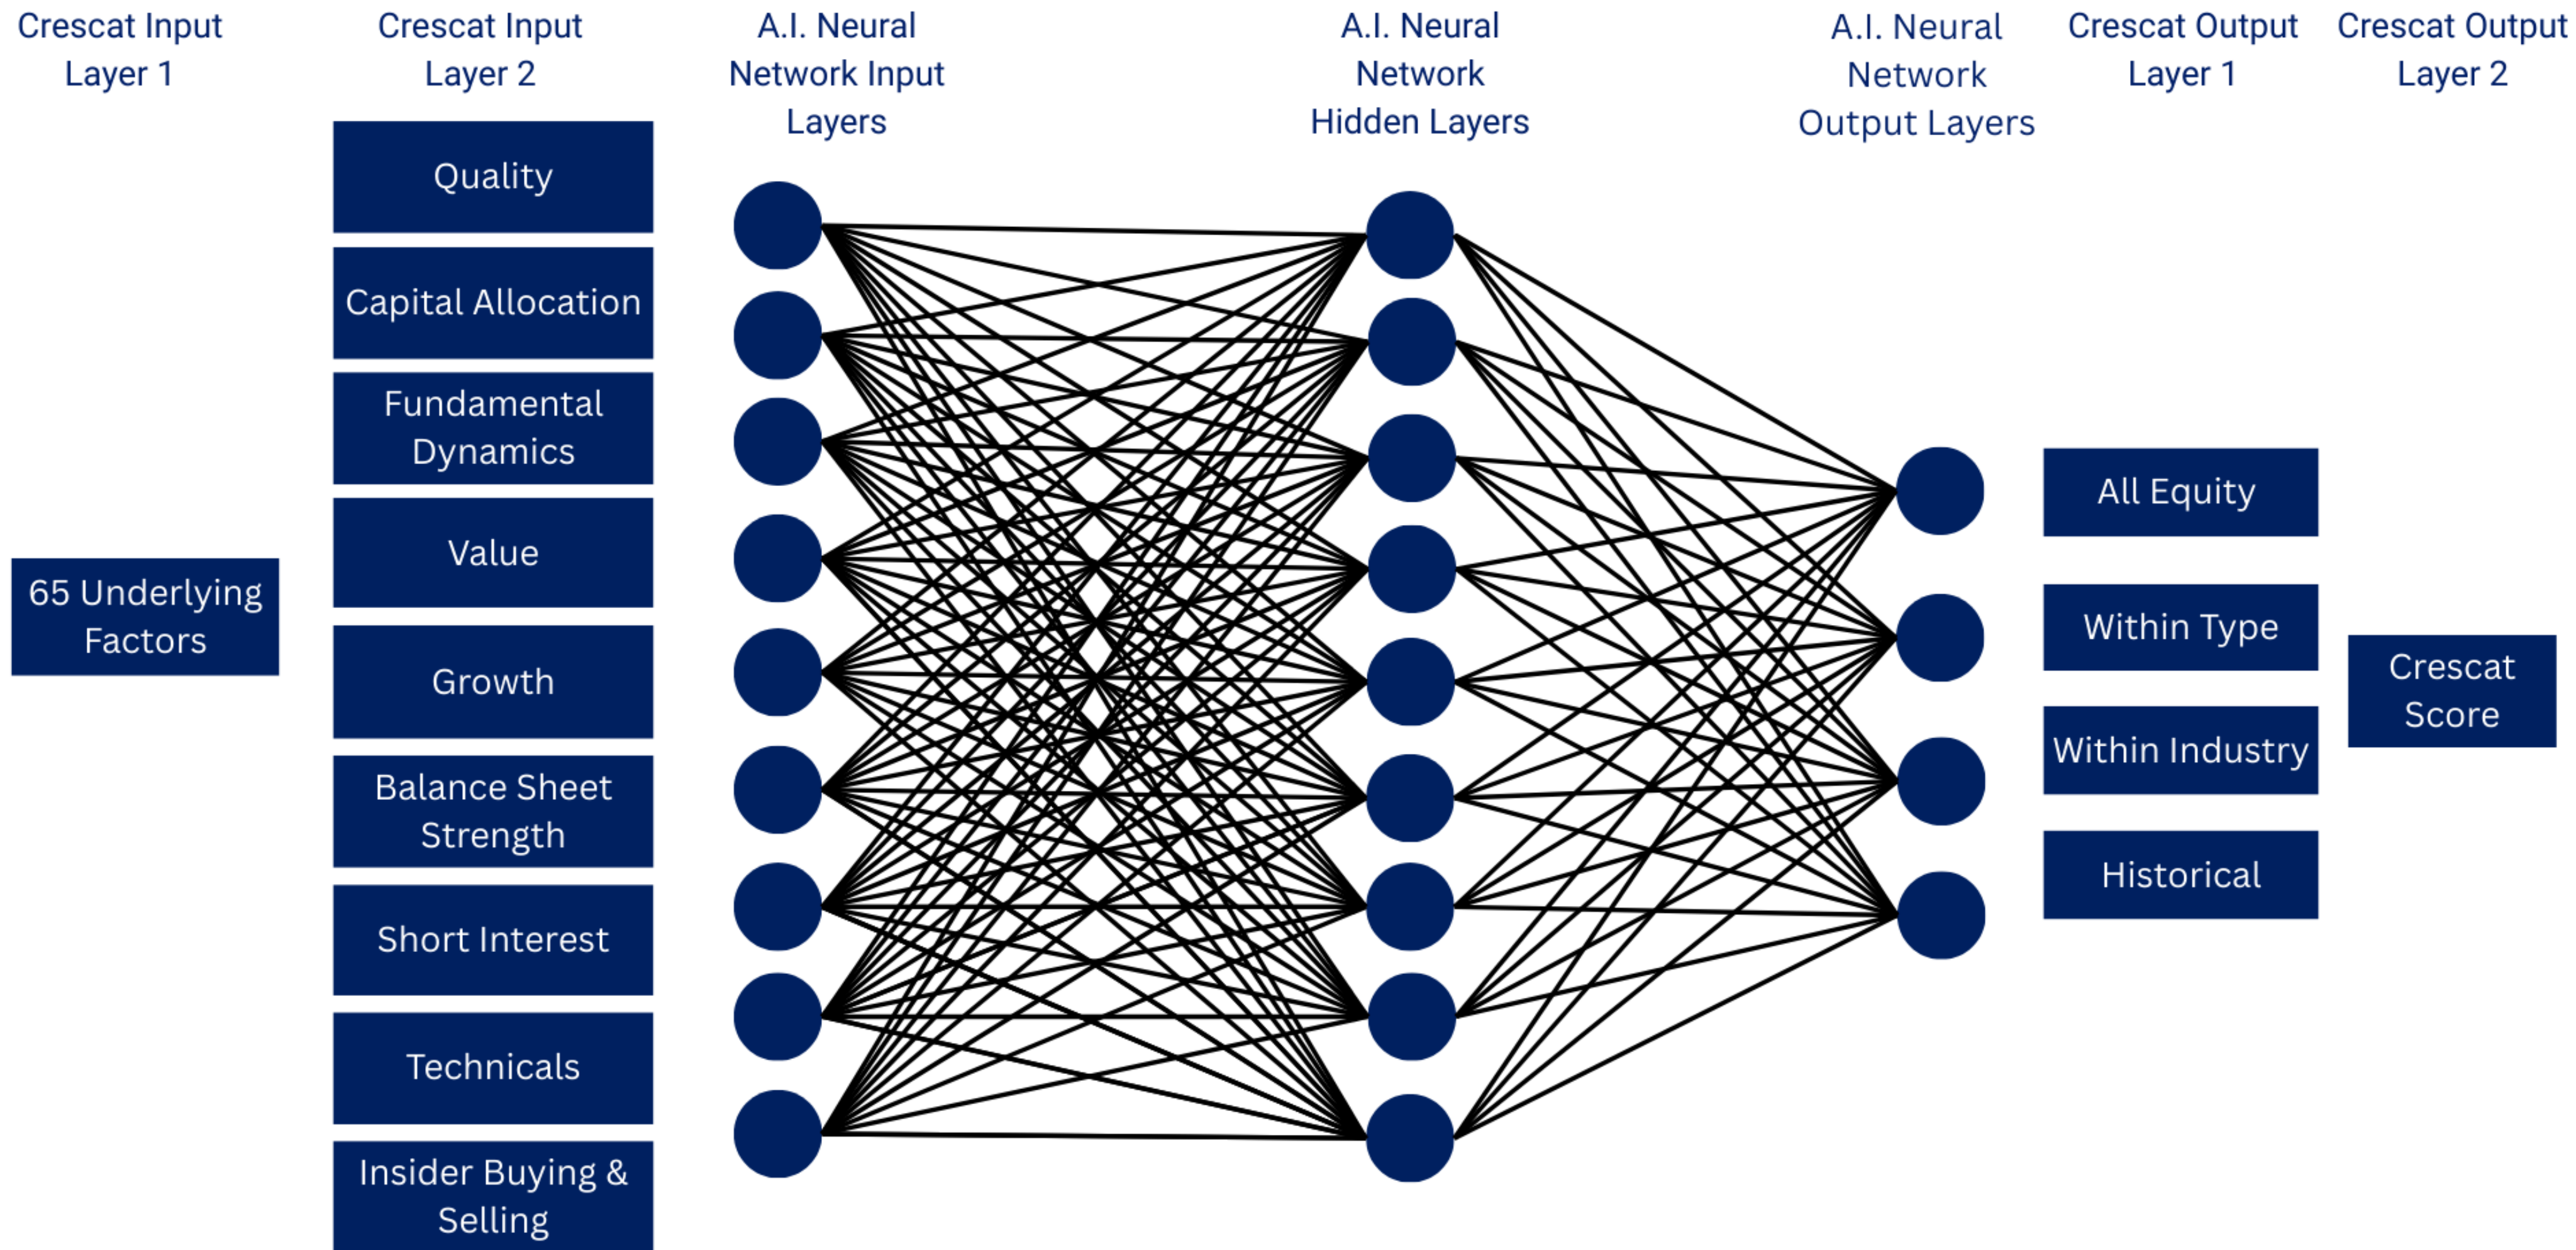 Crescat Input
Layer 1
Crescat Input
Layer 2
A.I. Neural
Network Input
Layers
A.I. Neural
Network
Hidden Layers
A.I. Neural
Network
Output Layers
Crescat Output
Layer 1
Crescat Output
Layer 2
65 Underlying
Factors
Quality
Capital Allocation
Fundamental
Dynamics
Value
Growth
Balance Sheet
Strength
Short Interest
Technicals
Insider Buying &
Selling
All Equity
Within Type
Within Industry
Historical
Crescat
Score